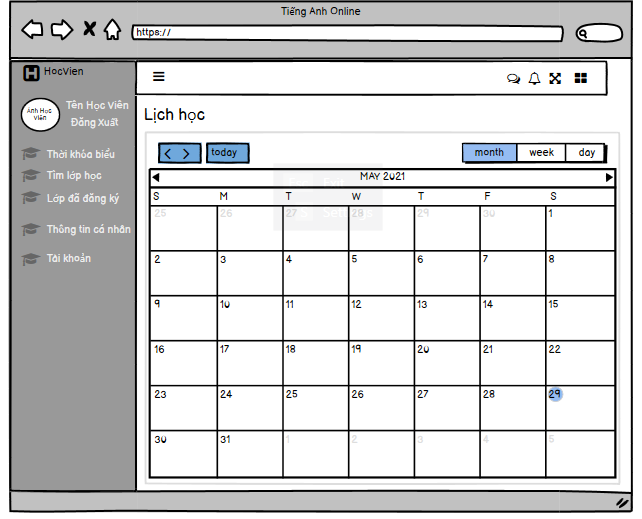 Tiếng Anh Online
https://
HocVien
Ảnh Học
Viên
Tên Học Viên
Đăng Xuất
Thời khóa biểu
Tìm lớp học
Lớp đã đăng ký
Thông tin cá nhân
Tài khoản
Lịch học
today
month week day
MAY 2021
S M T W T F S
25 26 27 28 29 30 1
2 3 4 5 6 7 8
9 10 11 12 13 14 15
16 17 18 19 20 21 22
23 24 25 26 27 28 29
30 31 1 2 3 4 5